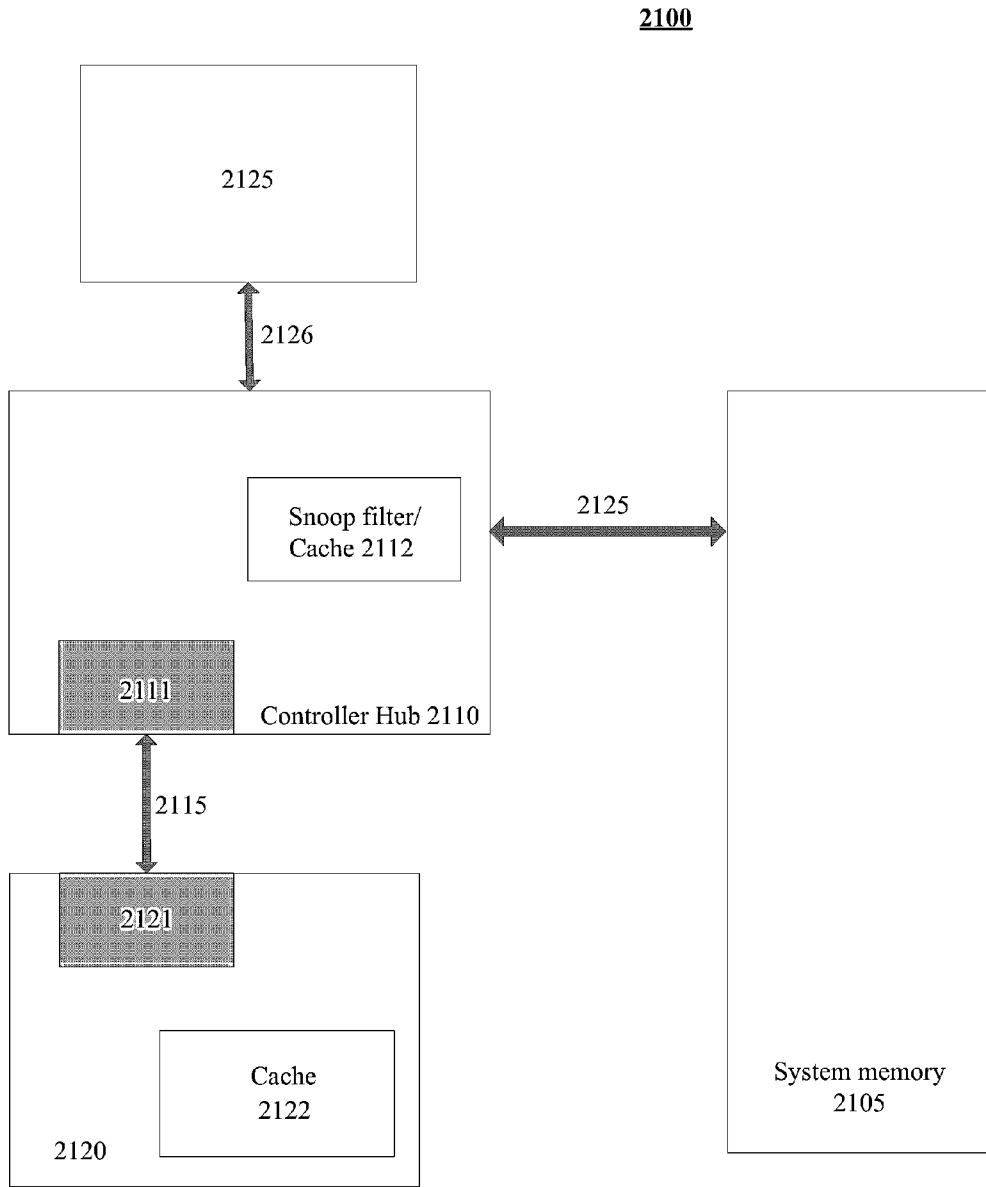 2100
2125
2126
Snoop filter/
Cache 2112
2125
2111
Controller Hub 2110
2115
2121
Cache
2122
2120
System memory
2105